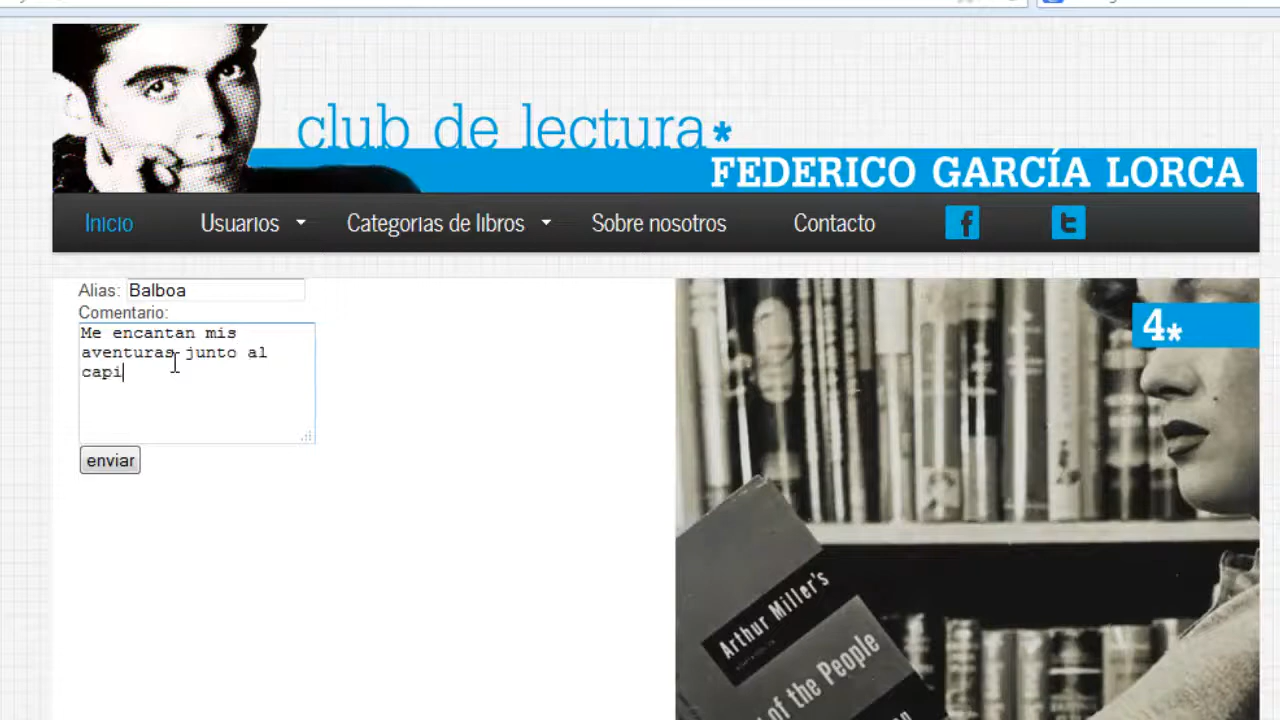 club de lectura*
FEDERICO GARCÍA LORCA
Inicio Usuarios Categorias de libros Sobre nosotros Contacto f t
Alias: Balboa
Comentario:
Me encantan mis
aventuras junto al
capi
enviar
4*
Arthur Miller's
of the People